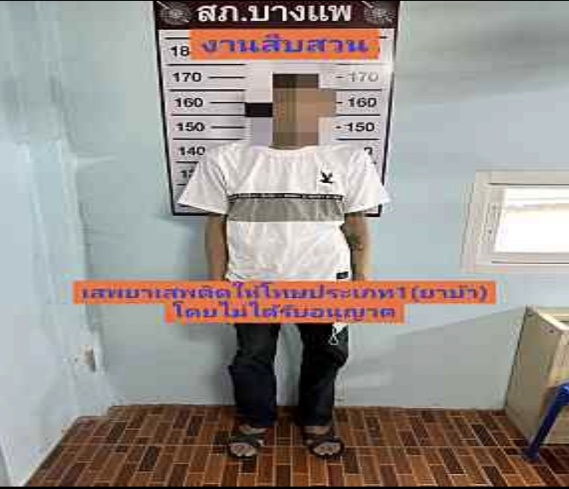 สภ.บางแพ
งานสืบสวน
18
170 170
160 160
150 150
140
เสพยาเสพติดให้โทษประเภท1(ยาบ้า)
โดยไม่ได้รับอนุญาต